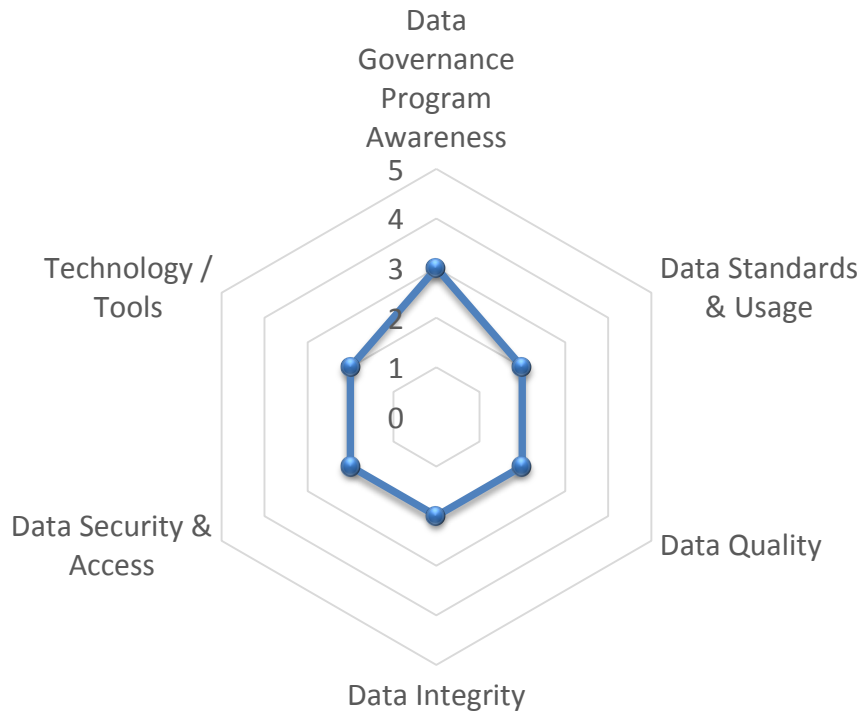 Data
Governance
Program
Awareness
5
4
3
2
1
0
Technology /
Tools
Data Standards
& Usage
Data Security &
Access
Data Quality
Data Integrity